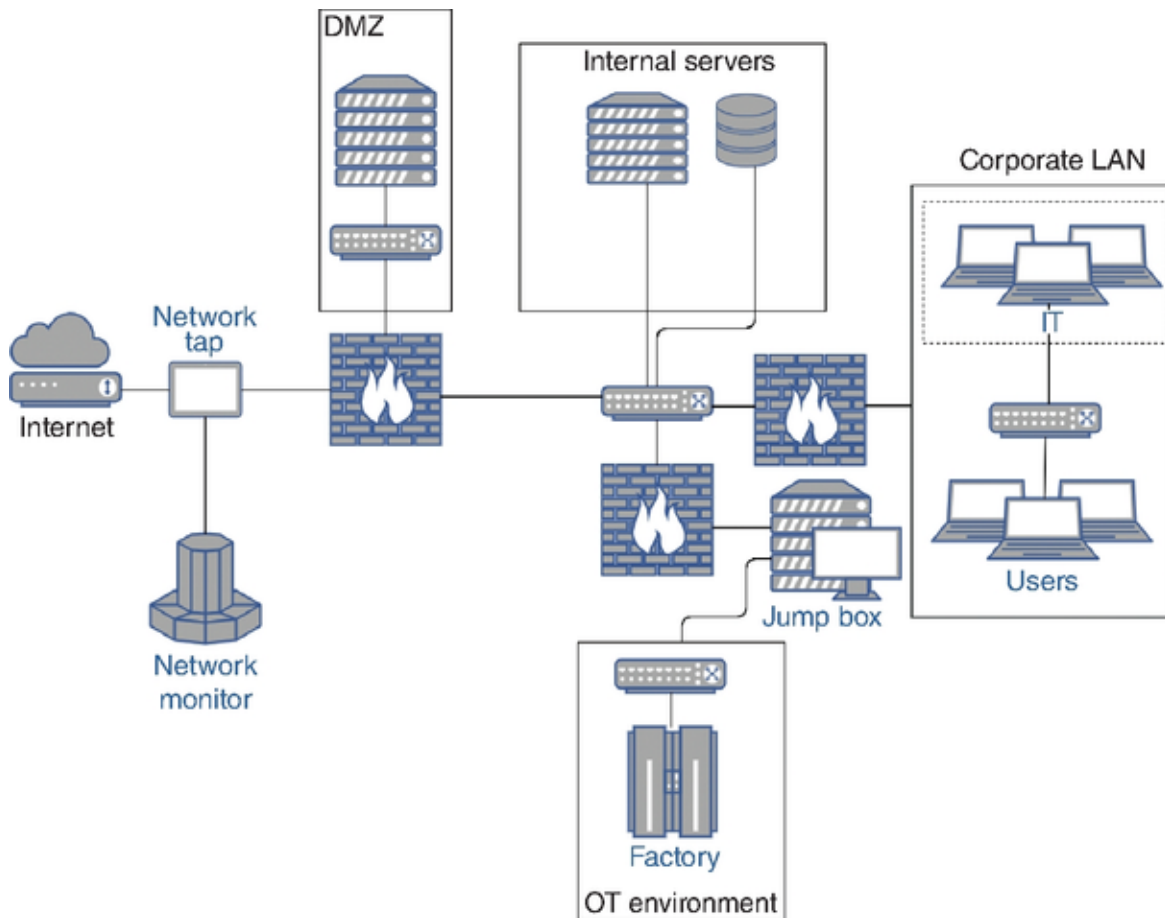 DMZ
Internal servers
Corporate LAN
Network
tap
IT
Internet
Users
Jump box
Network
monitor
Factory
OT environment